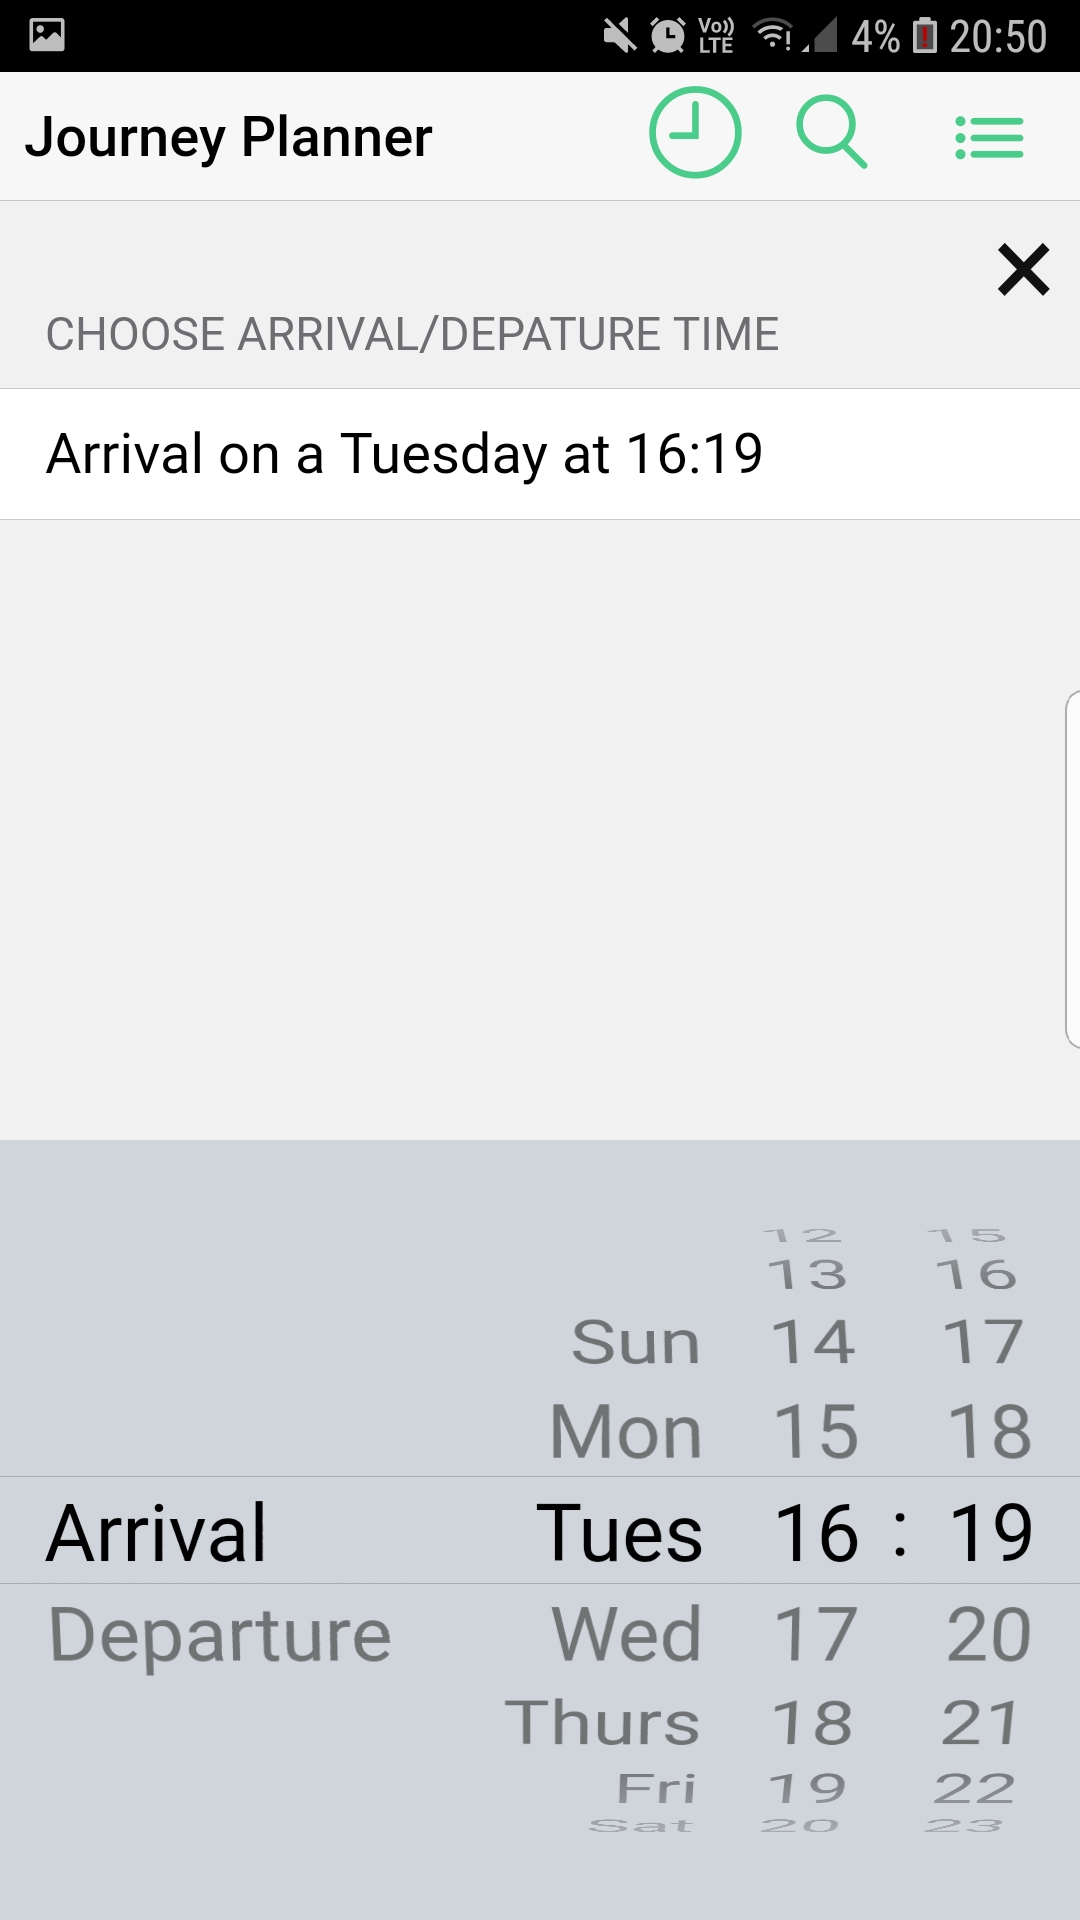 Vo)) LTE 4% 20:50
Journey Planner
CHOOSE ARRIVAL/DEPATURE TIME
Arrival on a Tuesday at 16:19
12 15
13 16
Sun 14 17
Mon 15 18
Arrival Tues 16 : 19
Departure Wed 17 20
Thurs 18 21
Fri 19 22
Sat 20 23